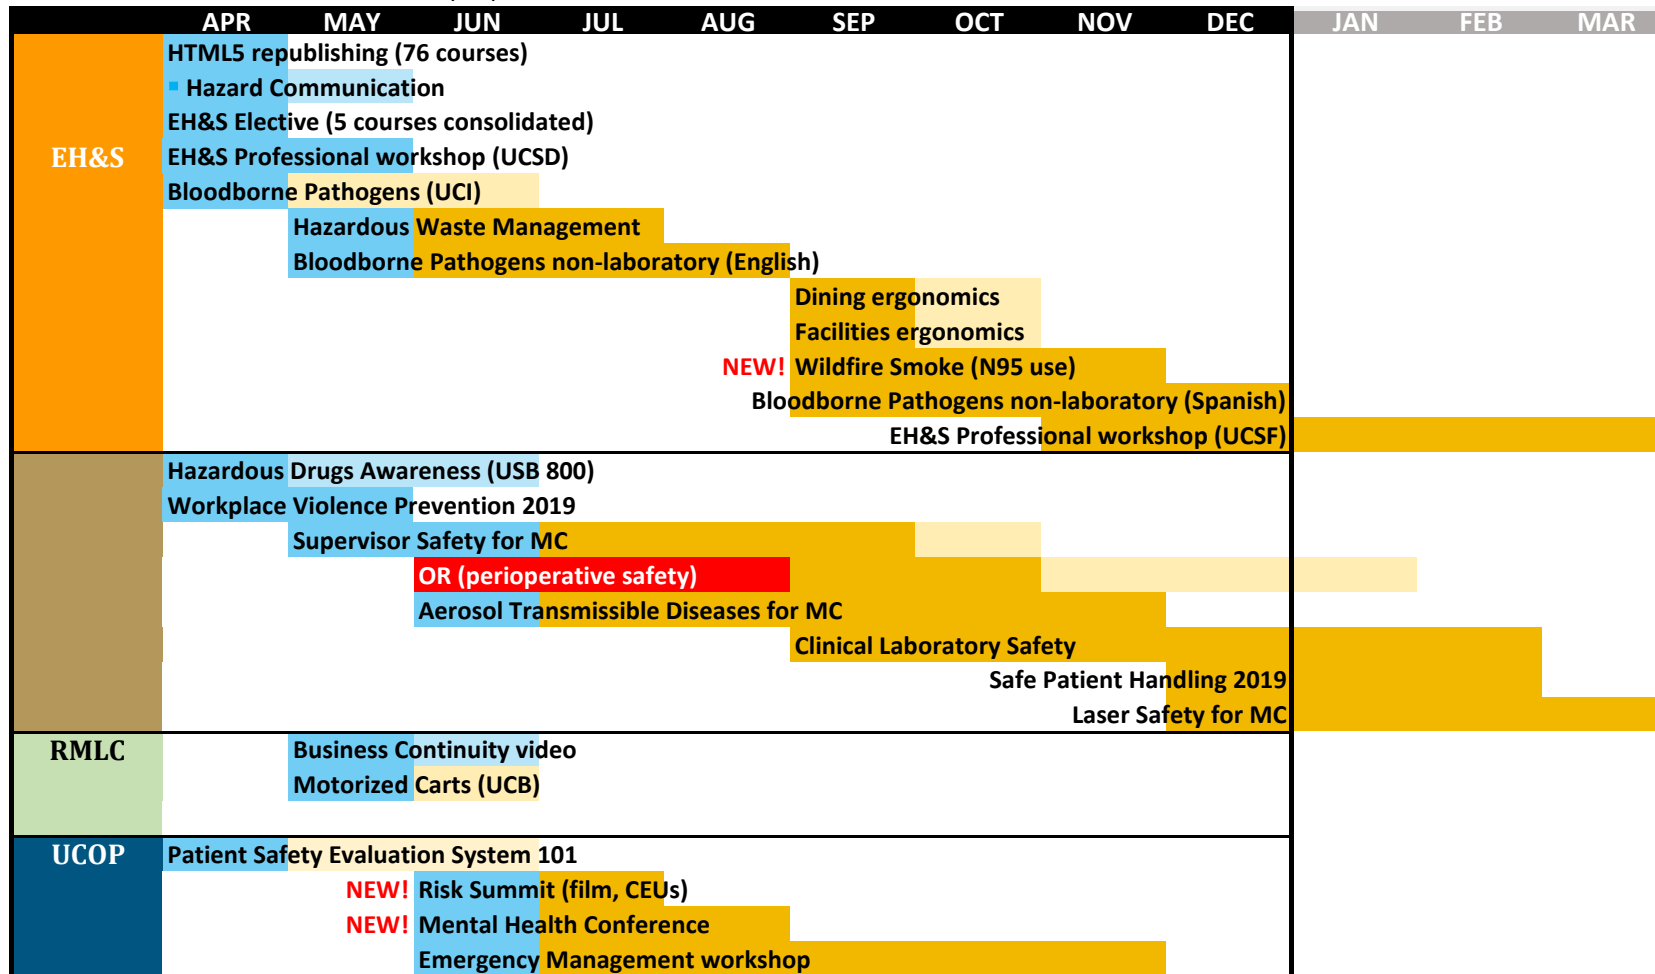 APR MAY JUN JUL AUG SEP OCT NOV DEC JAN FEB MAR
HTML5 republishing (76 courses)
▪ Hazard Communication
EH&S Elective (5 courses consolidated)
EH&S EH&S Professional workshop (UCSD)
Bloodborne Pathogens (UCI)
Hazardous Waste Management
Bloodborne Pathogens non-laboratory (English)
Dining ergonomics
Facilities ergonomics
NEW! Wildfire Smoke (N95 use)
Bloodborne Pathogens non-laboratory (Spanish)
EH&S Professional workshop (UCSF)
Hazardous Drugs Awareness (USB 800)
Workplace Violence Prevention 2019
Supervisor Safety for MC
OR (perioperative safety)
Aerosol Transmissible Diseases for MC
Clinical Laboratory Safety
Safe Patient Handling 2019
Laser Safety for MC
RMLC Business Continuity video
Motorized Carts (UCB)
UCOP Patient Safety Evaluation System 101
NEW! Risk Summit (film, CEUs)
NEW! Mental Health Conference
Emergency Management workshop